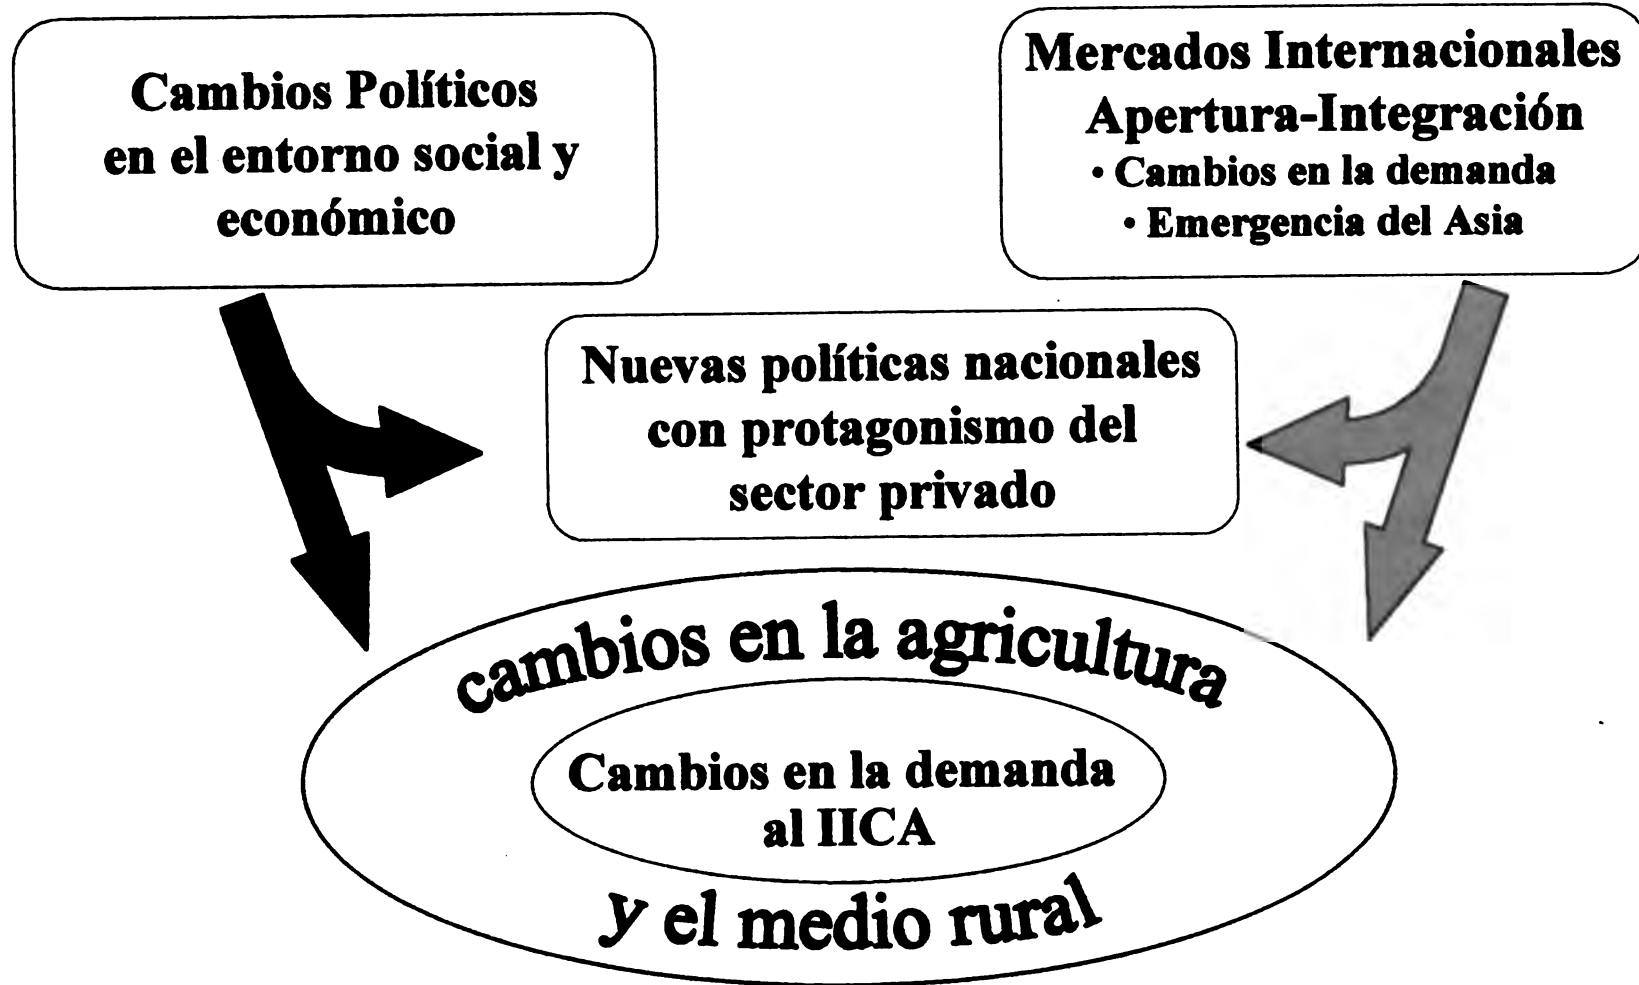 Cambios Políticos
en el entorno social y
económico
Mercados Internacionales
Apertura-Integración
• Cambios en la demanda
• Emergencia del Asia
Nuevas políticas nacionales
con protagonismo del
sector privado
cambios en la agricultura
Cambios en la demanda
al IICA
y el medio rural